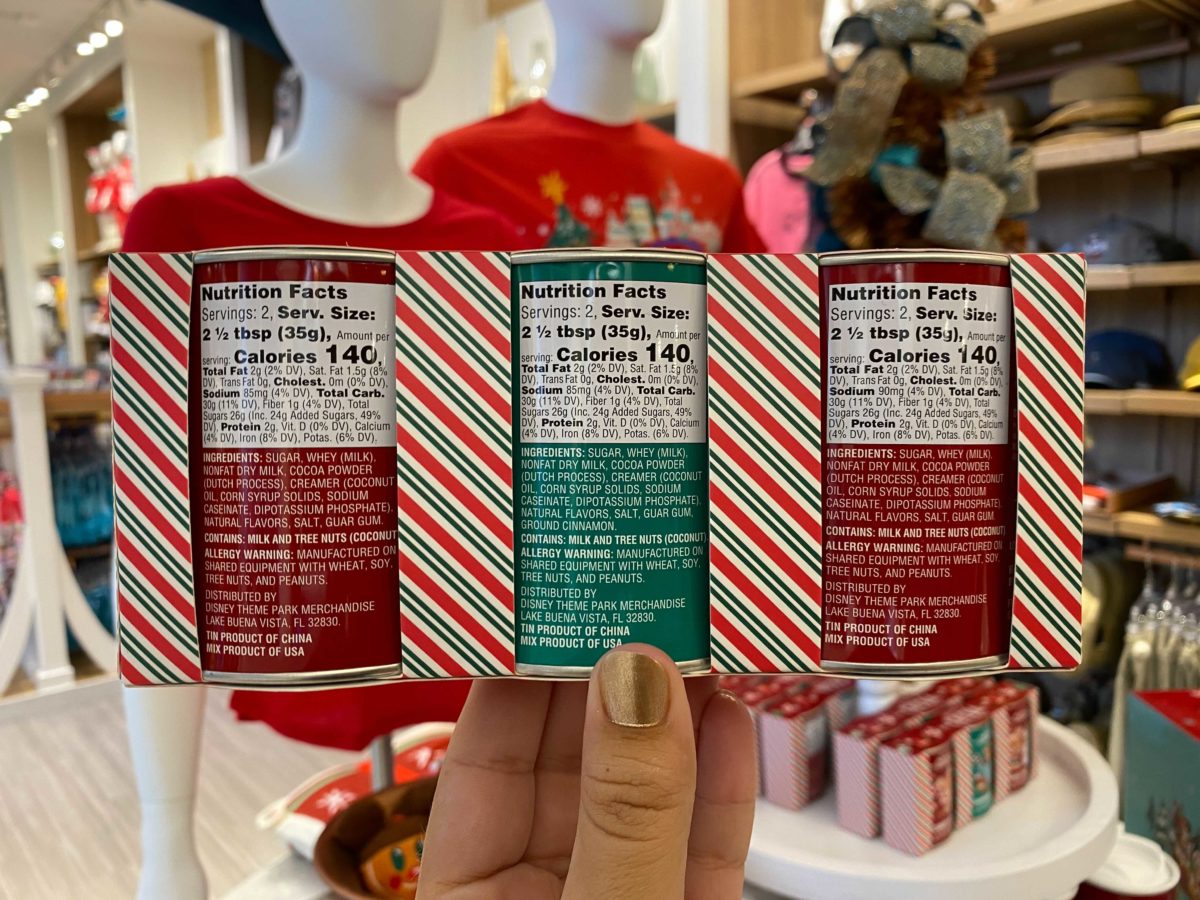 Nutrition Facts
Servings: 2, Serv. Size:
2 ½ tbsp (35g), Amount per
serving: Calories 140,
Total Fat 2g (2% DV), Sat. Fat 1.5g (8%
DV), Trans Fat 0g, Cholest. 0m (0% DV),
Sodium 85mg (4% DV), Total Carb.
30g (11% DV), Fiber 1g (4% DV), Total
Sugars 26g (Inc. 24g Added Sugars, 49%
DV), Protein 2g, Vit. D (0% DV), Calcium
(4% DV), Iron (8% DV), Potas. (6% DV).
INGREDIENTS: SUGAR, WHEY (MILK),
NONFAT DRY MILK, COCOA POWDER
(DUTCH PROCESS), CREAMER (COCONUT
OIL, CORN SYRUP SOLIDS, SODIUM
CASEINATE, DIPOTASSIUM PHOSPHATE),
NATURAL FLAVORS, SALT, GUAR GUM.
CONTAINS: MILK AND TREE NUTS (COCONUT)
ALLERGY WARNING: MANUFACTURED ON
SHARED EQUIPMENT WITH WHEAT, SOY,
TREE NUTS, AND PEANUTS.
DISTRIBUTED BY
DISNEY THEME PARK MERCHANDISE
LAKE BUENA VISTA, FL 32830.
TIN PRODUCT OF CHINA
MIX PRODUCT OF USA
Nutrition Facts
Servings: 2, Serv. Size:
2 ½ tbsp (35g), Amount per
serving: Calories 140,
Total Fat 2g (2% DV), Sat. Fat 1.5g (8%
DV), Trans Fat 0g, Cholest. 0m (0% DV),
Sodium 85mg (4% DV), Total Carb.
30g (11% DV), Fiber 1g (4% DV), Total
Sugars 26g (Inc. 24g Added Sugars, 49%
DV), Protein 2g, Vit. D (0% DV), Calcium
(4% DV), Iron (8% DV), Potas. (6% DV).
INGREDIENTS: SUGAR, WHEY (MILK),
NONFAT DRY MILK, COCOA POWDER
(DUTCH PROCESS), CREAMER (COCONUT
OIL, CORN SYRUP SOLIDS, SODIUM
CASEINATE, DIPOTASSIUM PHOSPHATE),
NATURAL FLAVORS, SALT, GUAR GUM,
GROUND CINNAMON.
CONTAINS: MILK AND TREE NUTS (COCONUT)
ALLERGY WARNING: MANUFACTURED ON
SHARED EQUIPMENT WITH WHEAT, SOY,
TREE NUTS, AND PEANUTS.
DISTRIBUTED BY
DISNEY THEME PARK MERCHANDISE
LAKE BUENA VISTA, FL 32830.
TIN PRODUCT OF CHINA
MIX PRODUCT OF USA
Nutrition Facts
Servings: 2, Serv. Size:
2 ½ tbsp (35g), Amount per
serving: Calories 140,
Total Fat 2g (2% DV), Sat. Fat 1.5g (8%
DV), Trans Fat 0g, Cholest. 0m (0% DV),
Sodium 90mg (4% DV), Total Carb.
30g (11% DV), Fiber 1g (4% DV), Total
Sugars 26g (Inc. 24g Added Sugars, 49%
DV), Protein 2g, Vit. D (0% DV), Calcium
(4% DV), Iron (8% DV), Potas. (6% DV).
INGREDIENTS: SUGAR, WHEY (MILK),
NONFAT DRY MILK, COCOA POWDER
(DUTCH PROCESS), CREAMER (COCONUT
OIL, CORN SYRUP SOLIDS, SODIUM
CASEINATE, DIPOTASSIUM PHOSPHATE),
NATURAL FLAVORS, SALT, GUAR GUM
CONTAINS: MILK AND TREE NUTS (COCONUT)
ALLERGY WARNING: MANUFACTURED ON
SHARED EQUIPMENT WITH WHEAT, SOY,
TREE NUTS, AND PEANUTS.
DISTRIBUTED BY
DISNEY THEME PARK MERCHANDISE
LAKE BUENA VISTA, FL 32830.
TIN PRODUCT OF CHINA
MIX PRODUCT OF USA